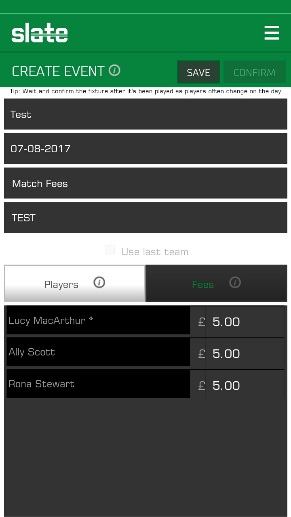 slate
CREATE EVENT
SAVE
CONFIRM
Tip: Wait and confirm the fixture after it's been played as players often change on the day
Test
07-08-2017
Match Fees
TEST
Use last team
Players
Fees
Lucy MacArthur * £ 5.00
Ally Scott £ 5.00
Rona Stewart £ 5.00